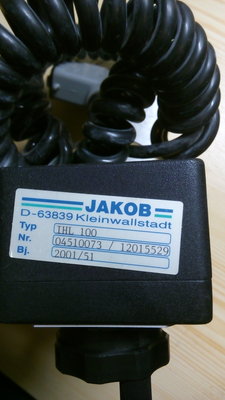 JAKOB
D-63839 Kleinwallstadt
Typ IHL 100
Nr. 04510073 / 12015529
Bj. 2001/51